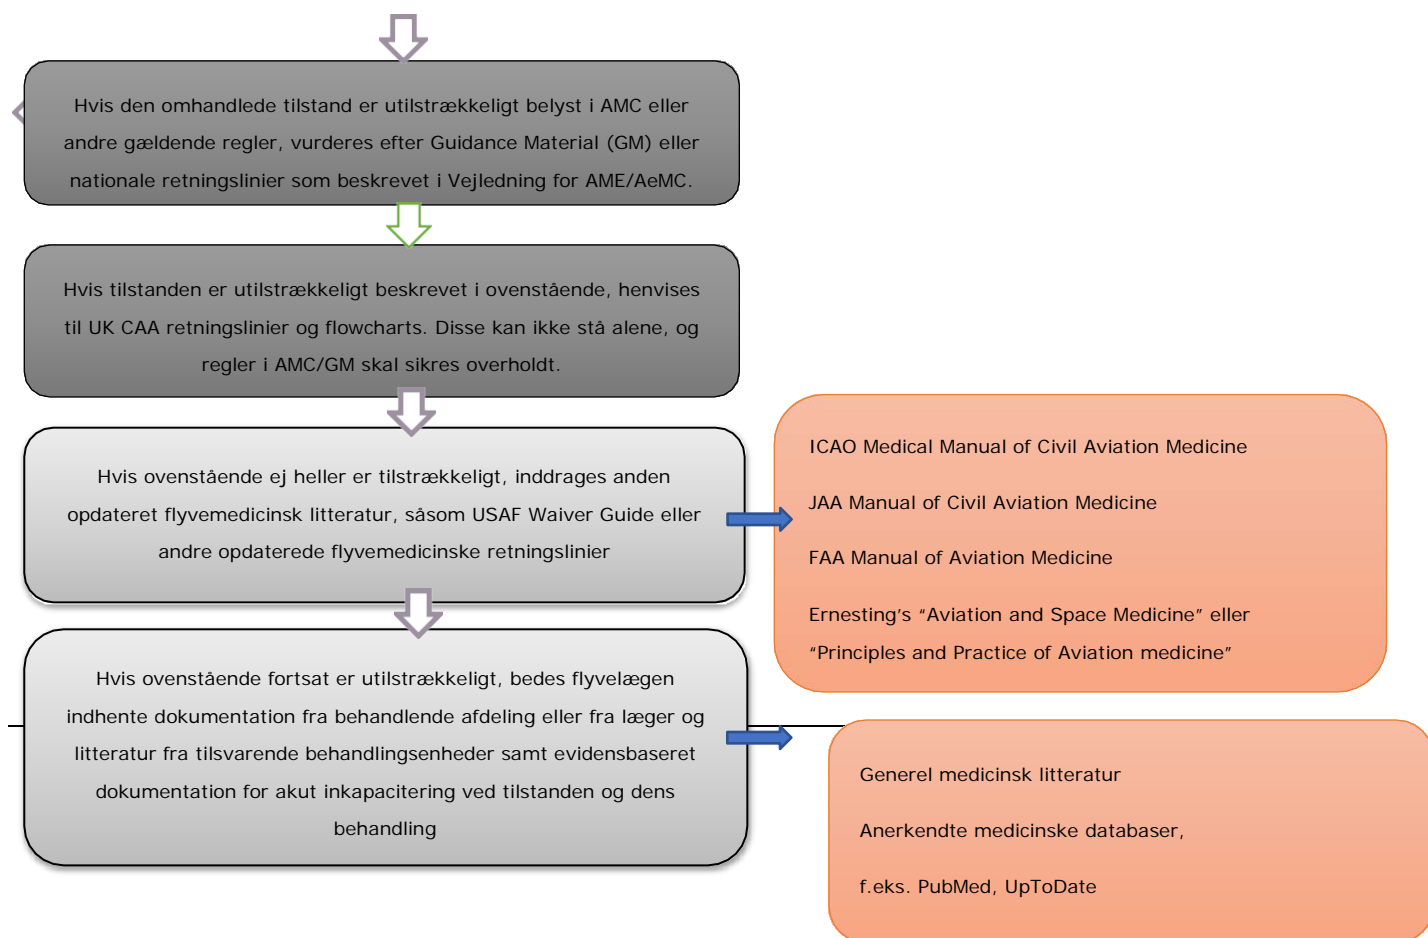 Hvis den omhandlede tilstand er utilstrækkeligt belyst i AMC eller
andre gældende regler, vurderes efter Guidance Material (GM) eller
nationale retningslinier som beskrevet i Vejledning for AME/AeMC.
Hvis tilstanden er utilstrækkeligt beskrevet i ovenstående, henvises
til UK CAA retningslinier og flowcharts. Disse kan ikke stå alene, og
regler i AMC/GM skal sikres overholdt.
Hvis ovenstående ej heller er tilstrækkeligt, inddrages anden
opdateret flyvemedicinsk litteratur, såsom USAF Waiver Guide eller
andre opdaterede flyvemedicinske retningslinier
ICAO Medical Manual of Civil Aviation Medicine
JAA Manual of Civil Aviation Medicine
FAA Manual of Aviation Medicine
Ernesting's “Aviation and Space Medicine” eller
“Principles and Practice of Aviation medicine”
Hvis ovenstående fortsat er utilstrækkeligt, bedes flyvelægen
indhente dokumentation fra behandlende afdeling eller fra læger og
litteratur fra tilsvarende behandlingsenheder samt evidensbaseret
dokumentation for akut inkapacitering ved tilstanden og dens
behandling
Generel medicinsk litteratur
Anerkendte medicinske databaser,
f.eks. PubMed, UpToDate